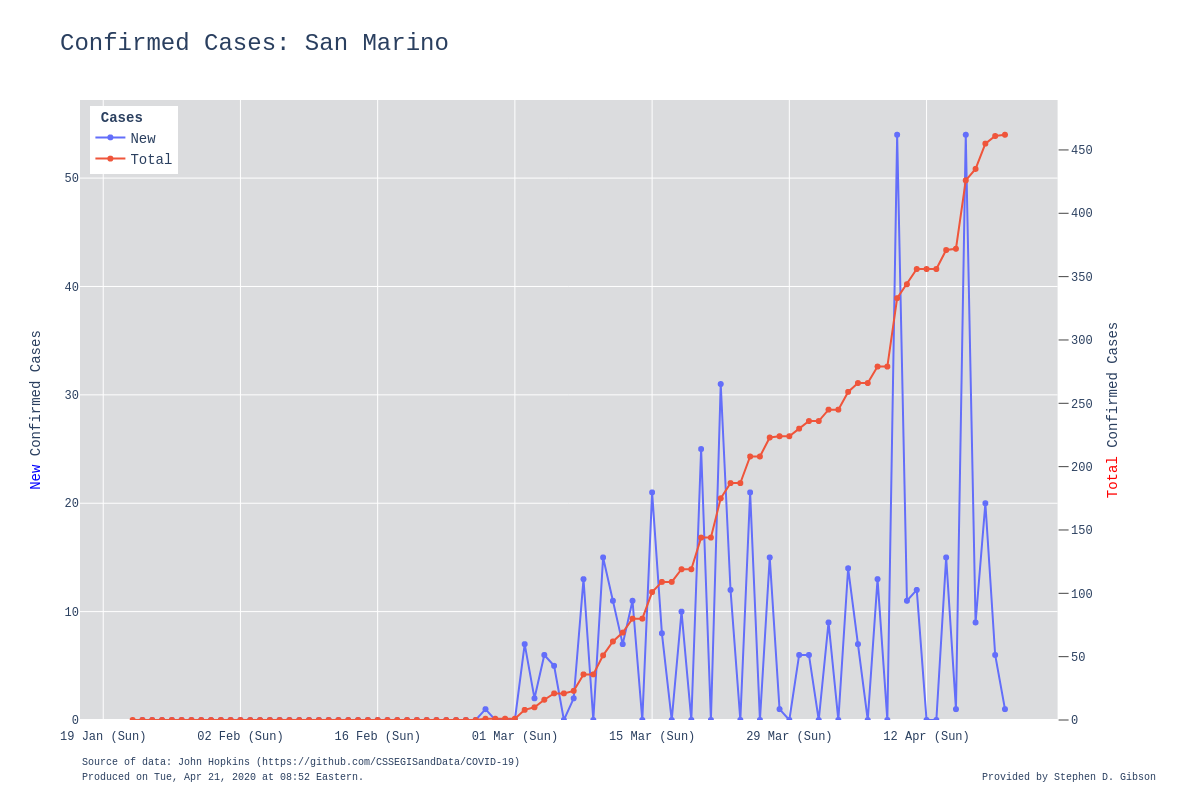 Confirmed Cases: San Marino
Cases
New
Total
50
40
30
20
10
0
New Confirmed Cases
450
400
350
300
250
200
150
100
50
0
Total Confirmed Cases
19 Jan (Sun)
02 Feb (Sun)
16 Feb (Sun)
01 Mar (Sun)
15 Mar (Sun)
29 Mar (Sun)
12 Apr (Sun)
Source of data: John Hopkins (https://github.com/CSSEGISandData/COVID-19)
Produced on Tue, Apr 21, 2020 at 08:52 Eastern.
Provided by Stephen D. Gibson